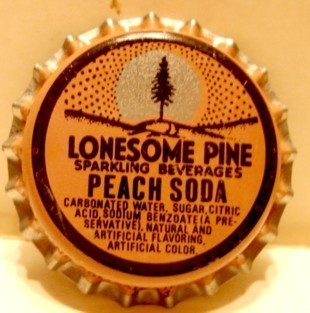 LONESOME PINE
SPARKLING BEVERAGES
PEACH SODA
CARBONATED WATER, SUGAR, CITRIC
ACID, SODIUM BENZOATE (A PRE-
SERVATIVE), NATURAL AND
ARTIFICIAL FLAVORING,
ARTIFICIAL COLOR